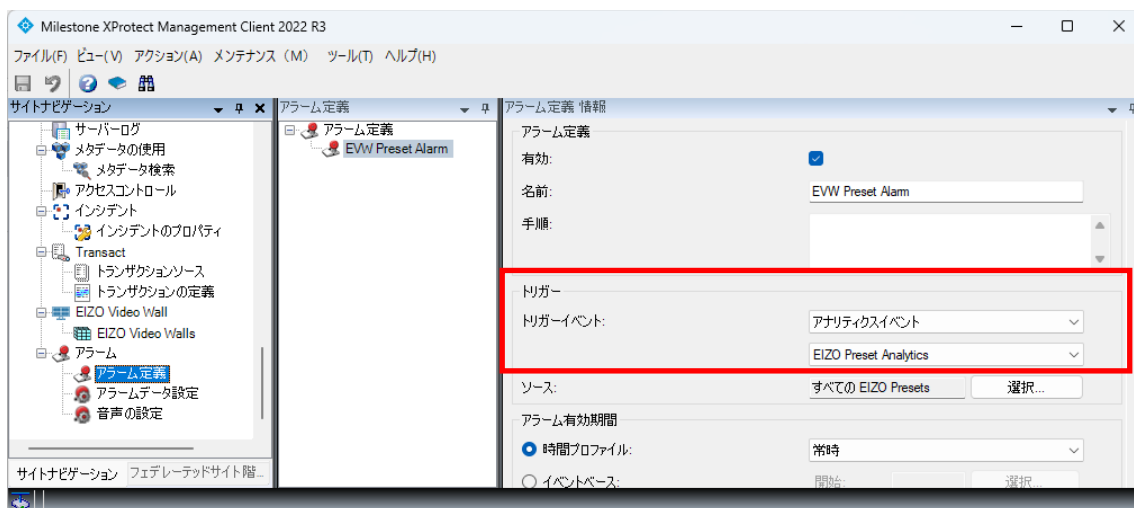 Milestone XProtect Management Client 2022 R3
ファイル(F) ビュー(V) アクション(A) メンテナンス（M） ツール(T) ヘルプ(H)
サイトナビゲーション
サーバーログ
メタデータの使用
メタデータ検索
アクセスコントロール
インシデント
インシデントのプロパティ
Transact
トランザクションソース
トランザクションの定義
EIZO Video Wall
EIZO Video Walls
アラーム
アラーム定義
アラームデータ設定
音声の設定
サイトナビゲーション フェデレーテッドサイト階...
アラーム定義
アラーム定義
EVW Preset Alarm
アラーム定義 情報
アラーム定義
有効:
名前: EVW Preset Alarm
手順:
トリガー
トリガーイベント: アナリティクスイベント
EIZO Preset Analytics
ソース: すべての EIZO Presets 選択...
アラーム有効期間
時間プロファイル: 常時
イベントベース: 開始: 選択...